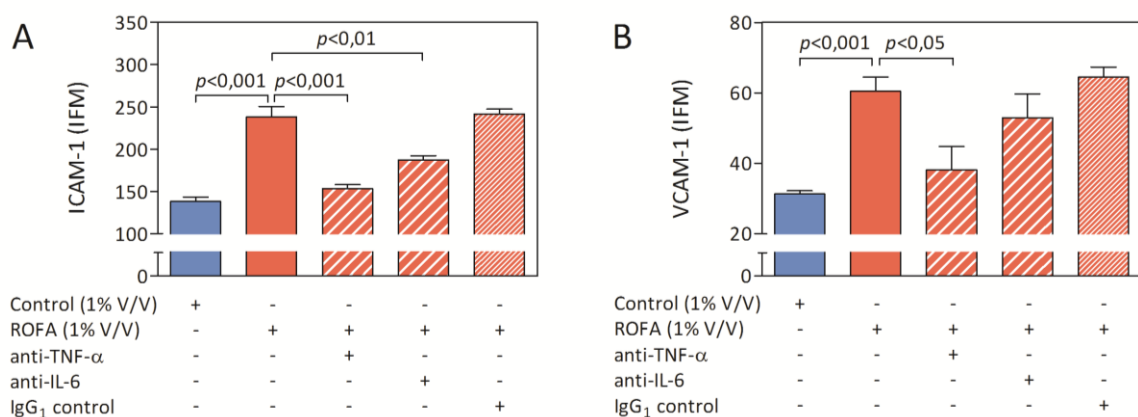 A
ICAM-1 (IFM)
350
300
250
200
150
100
0
p<0,01
p<0,001
p<0,001
Control (1% V/V) + - - - -
ROFA (1% V/V) - + + + +
anti-TNF-α - - + - -
anti-IL-6 - - - + -
IgG1 control - - - - +
B
VCAM-1 (IFM)
80
60
40
20
0
p<0,001
p<0,05
Control (1% V/V) + - - - -
ROFA (1% V/V) - + + + +
anti-TNF-α - - + - -
anti-IL-6 - - - + -
IgG1 control - - - - +